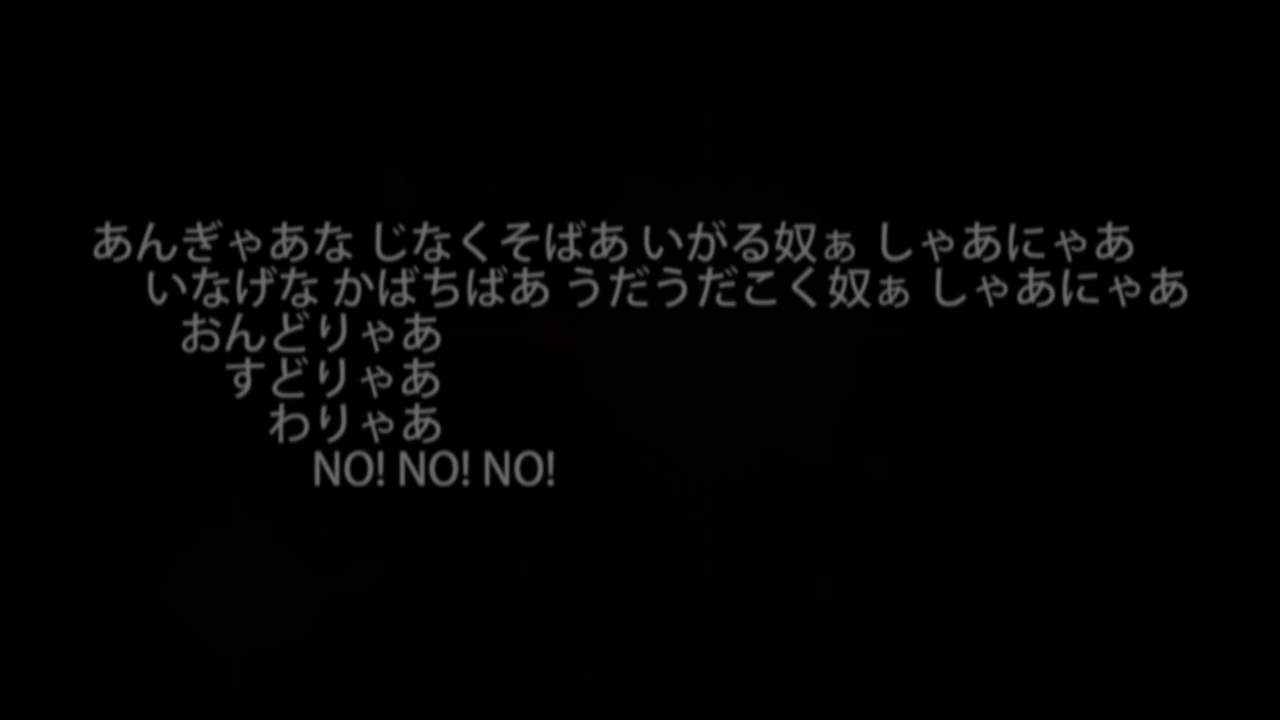 あんぎゃあな じなくそばあ いがる奴ぁ しゃあにゃあ
いなげな かばちばあ うだうだこく奴ぁ しゃあにゃあ
おんどりゃあ
すどりゃあ
わりゃあ
NO! NO! NO!